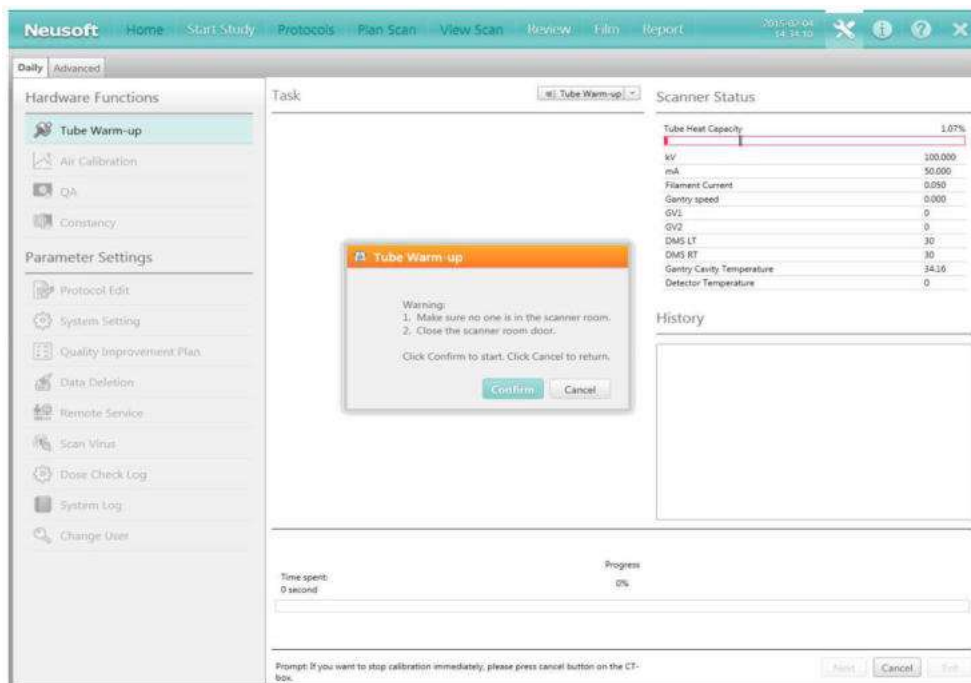 Neusoft Home Start Study Protocols Plan Scan View Scan Review Film Report 2015-02-04
14:34:10
Daily Advanced
Hardware Functions
Tube Warm-up
Air Calibration
QA
Constancy
Parameter Settings
Protocol Edit
System Setting
Quality Improvement Plan
Data Deletion
Remote Service
Scan Virus
Dose Check Log
System Log
Change User
Task
Tube Warm-up
Tube Warm-up
Warning:
1. Make sure no one is in the scanner room.
2. Close the scanner room door.
Click Confirm to start. Click Cancel to return.
Confirm Cancel
Scanner Status
Tube Heat Capacity 1.07%
kV 100.000
mA 50.000
Filament Current 0.050
Gantry speed 0.000
GV1 0
GV2 0
DMS LT 30
DMS RT 30
Gantry Cavity Temperature 34.16
Detector Temperature 0
History
Progress
Time spent: 0%
0 second
Prompt: If you want to stop calibration immediately, please press cancel button on the CT-
box.
Next Cancel Exit